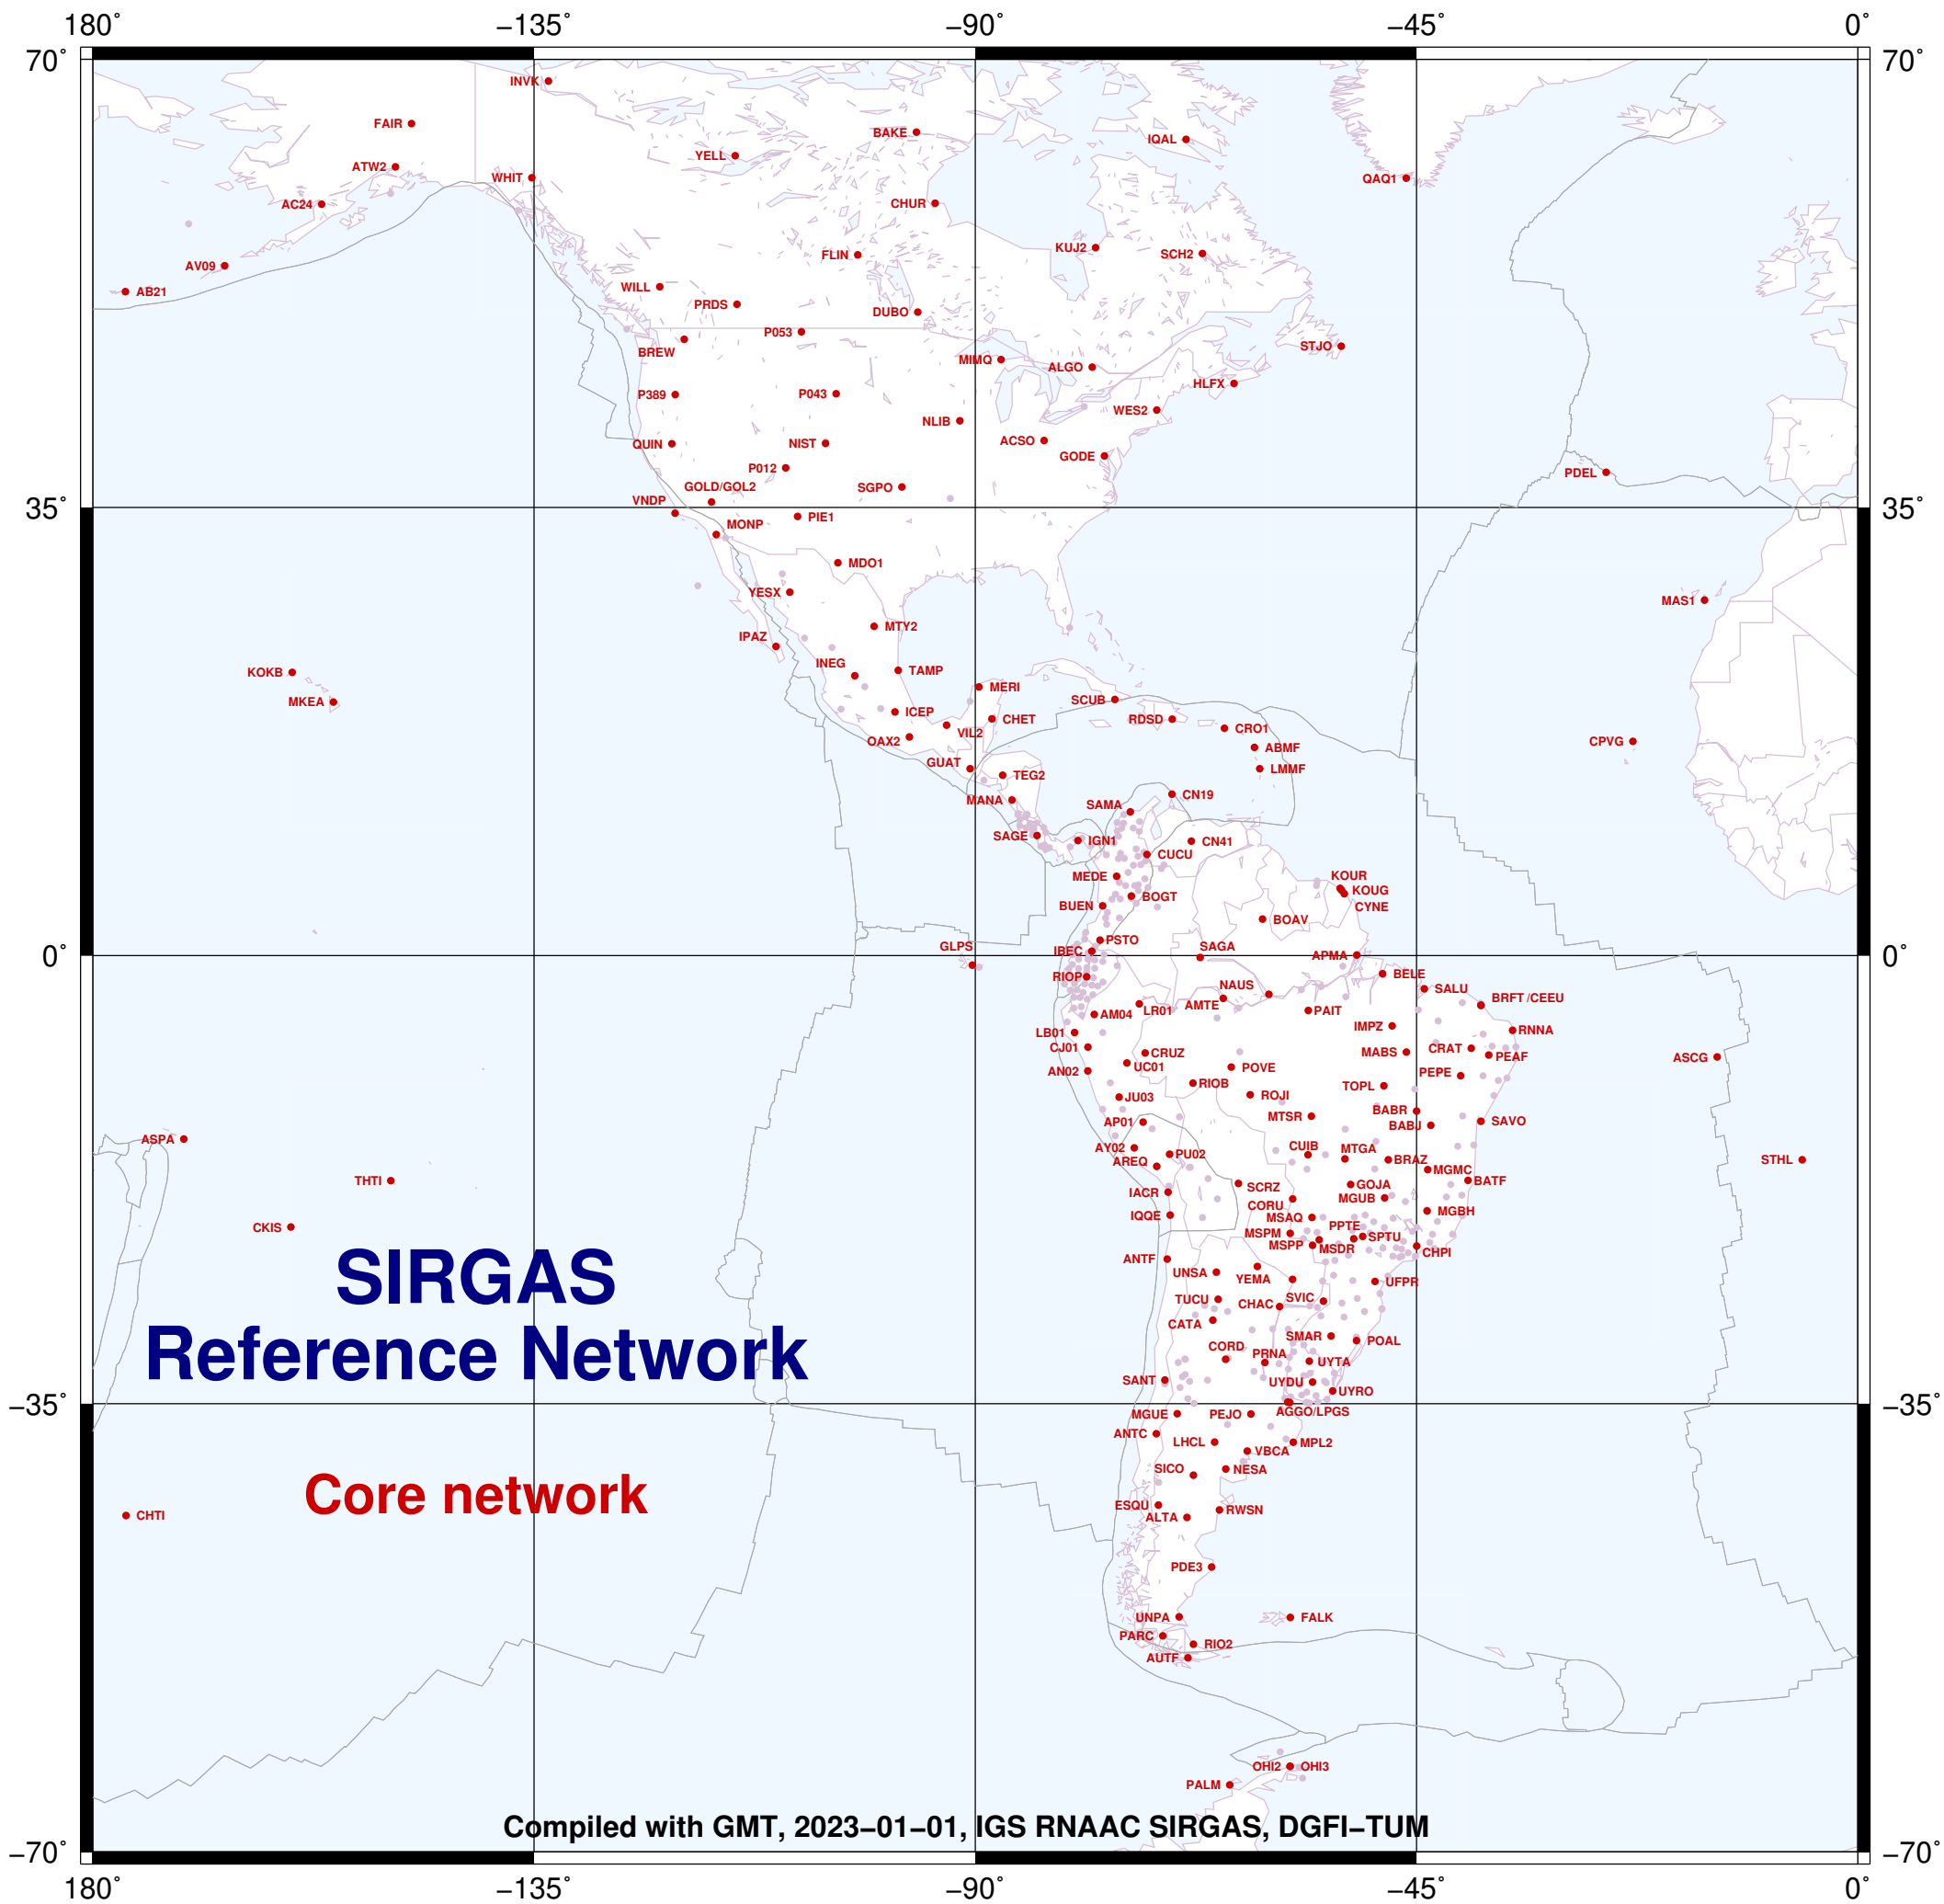 180° −135° −90° −45° 0°
70° 70°
INVK
FAIR
BAKE
IQAL
YELL
ATW2
WHIT
QAQ1
AC24
CHUR
KUJ2
SCH2
FLIN
AV09
AB21
WILL
PRDS
DUBO
P053
STJO
BREW
MIMQ
ALGO
HLFX
P389
P043
WES2
NLIB
QUIN
NIST
ACSO
GODE
P012
PDEL
GOLD/GOL2
SGPO
VNDP
35° 35°
PIE1
MONP
MDO1
YESX
MAS1
MTY2
IPAZ
INEG
TAMP
KOKB
MERI
MKEA
SCUB
ICEP
CHET
RDSD
CRO1
VIL2
OAX2
ABMF
CPVG
GUAT
LMMF
TEG2
CN19
MANA
SAMA
SAGE
IGN1
CN41
CUCU
MEDE
KOUR
KOUG
BOGT
BUEN
CYNE
BOAV
PSTO
GLPS
SAGA
IBEC
0° 0°
APMA
RIOP
BELE
NAUS
SALU
BRFT /CEEU
AMTE
LR01
PAIT
AM04
IMPZ
RNNA
LB01
CJ01
CRUZ
MABS
CRAT
PEAF
ASCG
UC01
POVE
AN02
PEPE
RIOB
TOPL
JU03
ROJI
BABR
MTSR
AP01
BABJ
SAVO
ASPA
AY02
CUIB
MTGA
PU02
AREQ
BRAZ
STHL
MGMC
THTI
BATF
SCRZ
GOJA
IACR
MGUB
CORU
MGBH
IQQE
MSAQ
CKIS
PPTE
MSPM
SPTU
MSPP
MSDR
CHPI
SIRGAS
ANTF
UNSA
YEMA
UFPR
TUCU
CHAC
SVIC
CATA
Reference Network
SMAR
POAL
CORD
PRNA
UYTA
SANT
UYDU
UYRO
−35° −35°
AGGO/LPGS
MGUE
PEJO
ANTC
LHCL
MPL2
VBCA
SICO
NESA
Core network
ESQU
RWSN
CHTI
ALTA
PDE3
UNPA
FALK
PARC
RIO2
AUTF
OHI2
OHI3
PALM
Compiled with GMT, 2023−01−01, IGS RNAAC SIRGAS, DGFI−TUM
−70° −70°
180° −135° −90° −45° 0°